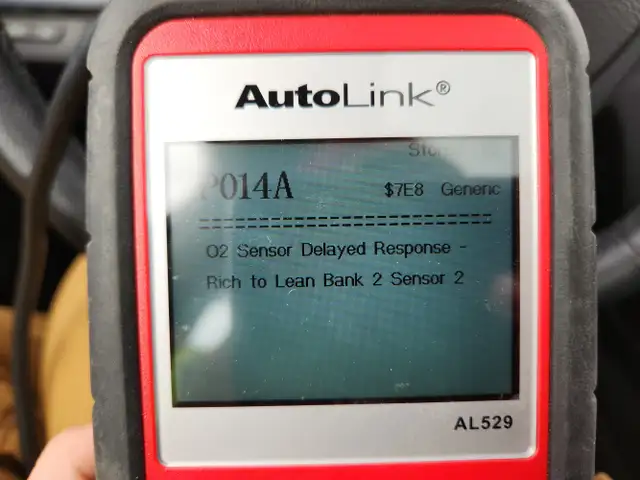 AutoLink®
P014A $7E8 Generic
================================
O2 Sensor Delayed Response -
Rich to Lean Bank 2 Sensor 2
AL529